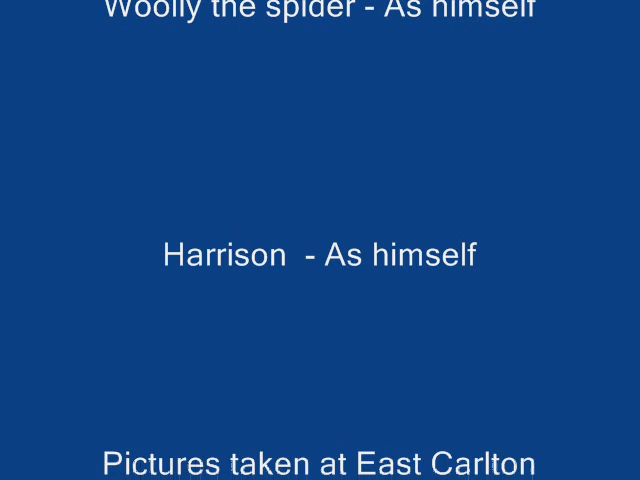 Woolly the spider - As himself
Harrison  - As himself
Pictures taken at East Carlton